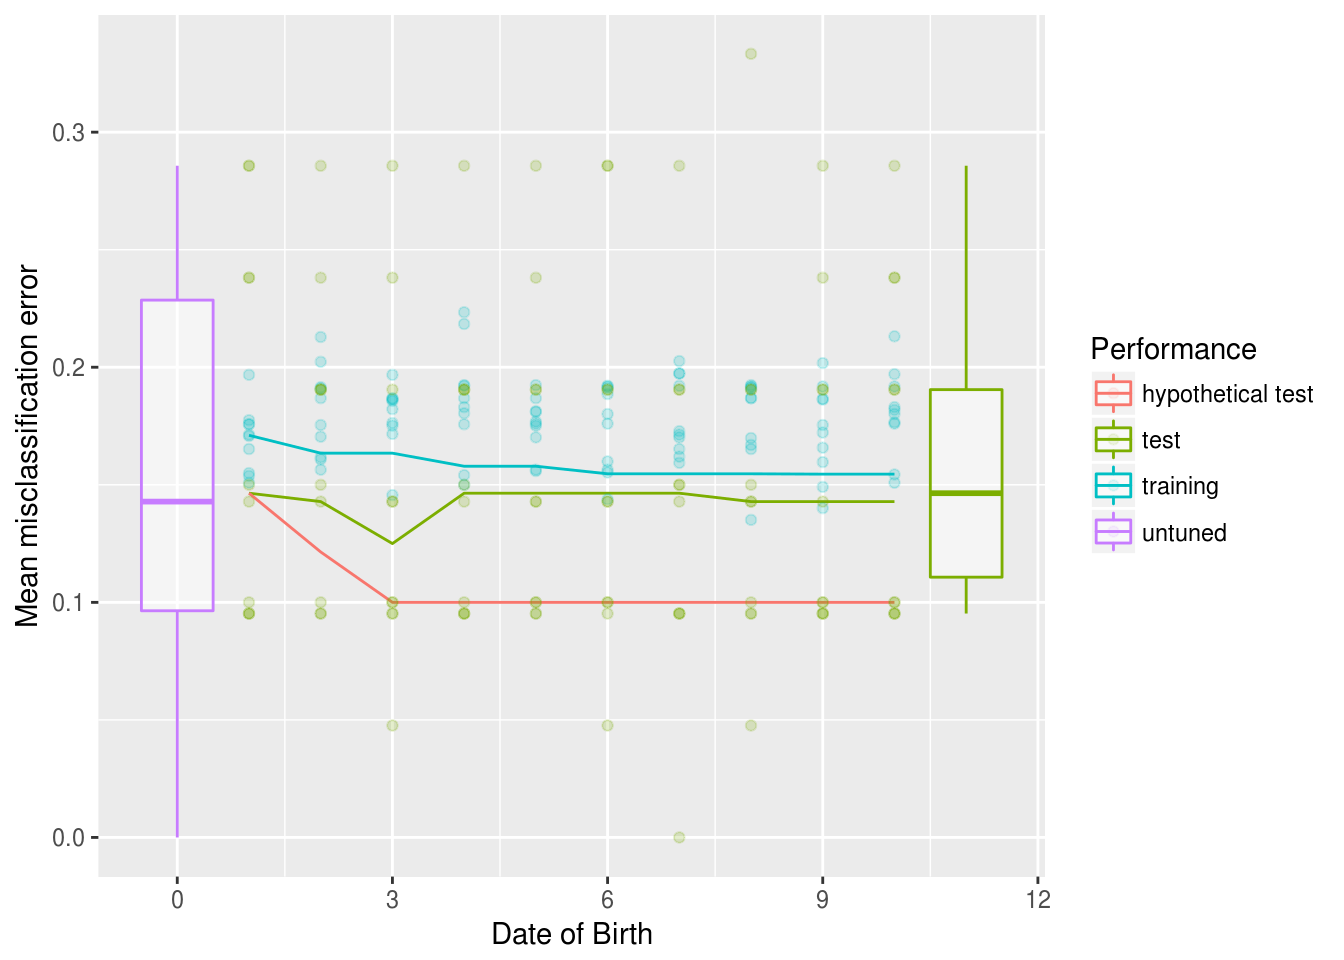 Mean misclassification error
0.3
0.2
0.1
0.0
0
3
6
9
12
Date of Birth
Performance
hypothetical test
test
training
untuned